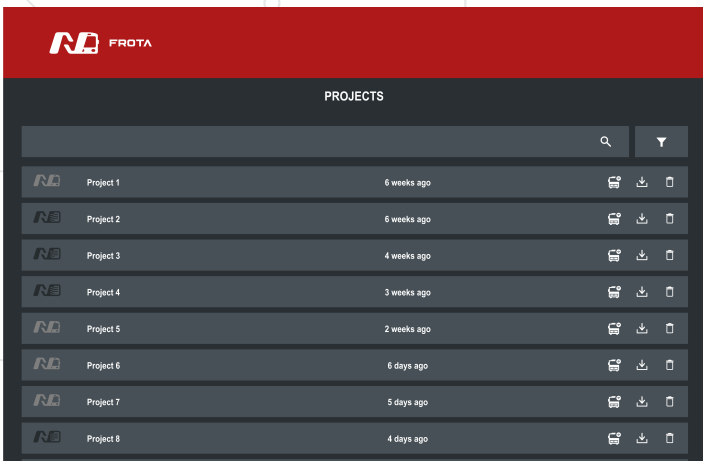 FROTA
PROJECTS
Project 1 6 weeks ago
Project 2 6 weeks ago
Project 3 4 weeks ago
Project 4 3 weeks ago
Project 5 2 weeks ago
Project 6 6 days ago
Project 7 5 days ago
Project 8 4 days ago